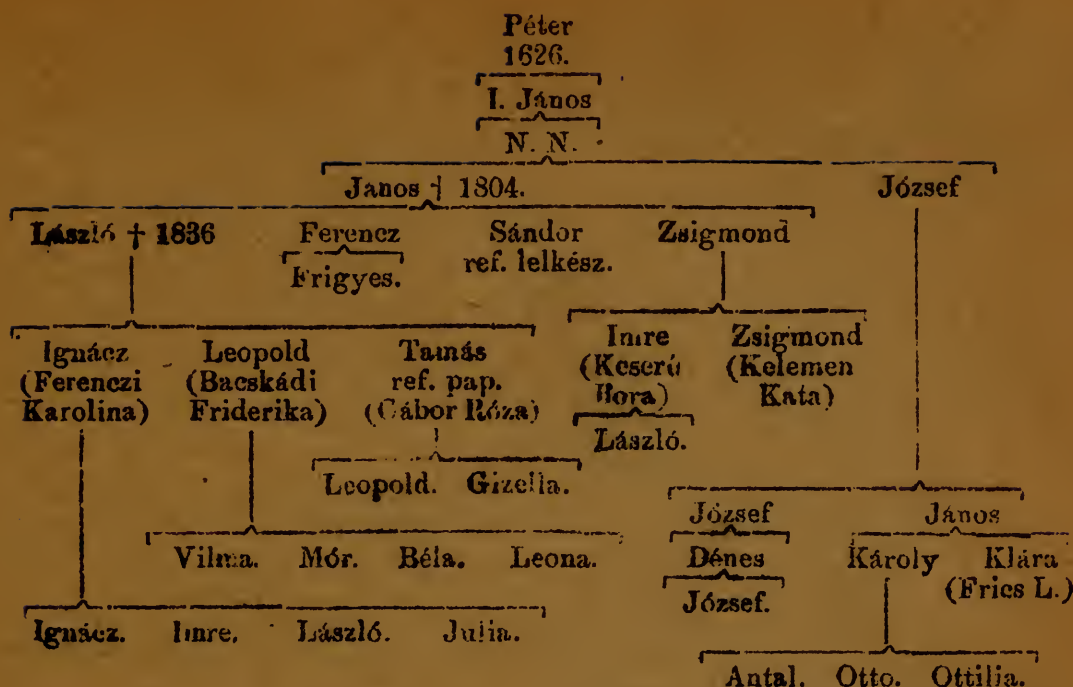 Péter
1626.
I. János
N. N.
Janos † 1804. József
László † 1836 Ferencz Sándor Zsigmond
Frigyes. ref. lelkész.
Ignácz Leopold Tamás Imre Zsigmond
(Ferenczi (Bacskádi ref. pap. (Keserű (Kelemen
Karolina) Friderika) (Gábor Róza) Bora) Kata)
László.
Leopold. Gizella.
József János
Vilma. Mór. Béla. Leona. Dénes Károly Klára
József. (Frics L.)
Ignácz. Imre. László. Julia.
Antal. Otto. Ottilia.